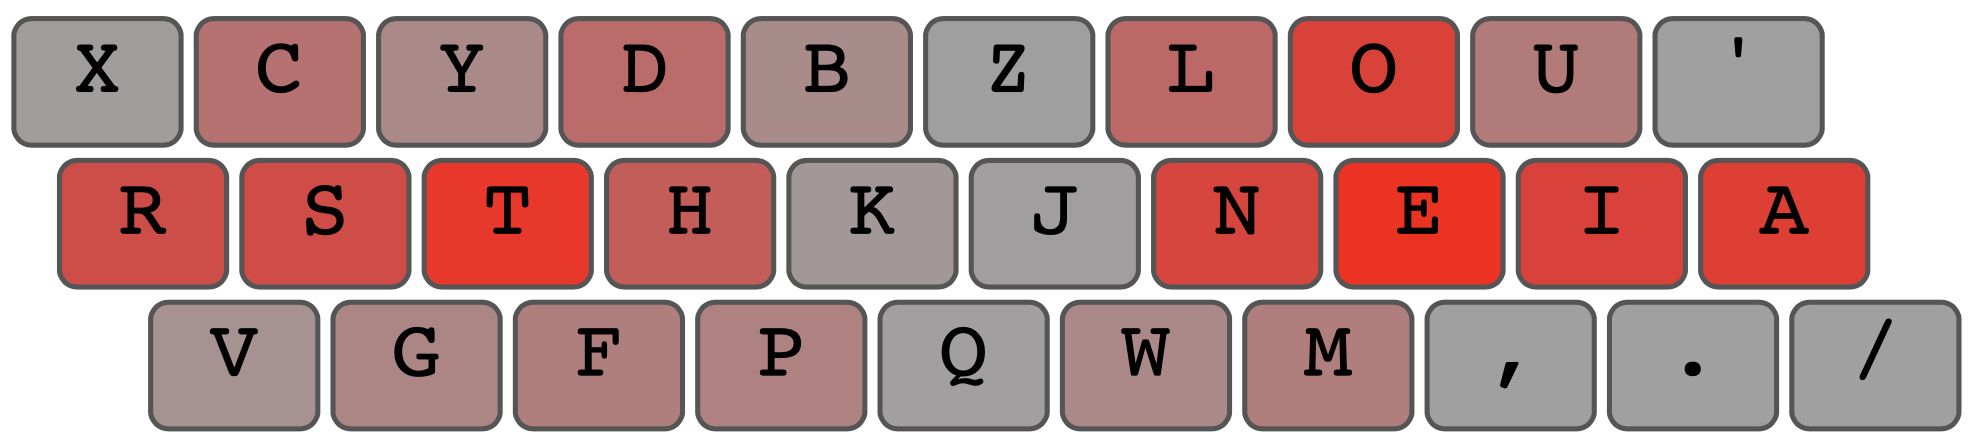 X C Y D B Z L O U '
R S T H K J N E I A
V G F P Q W M , . /